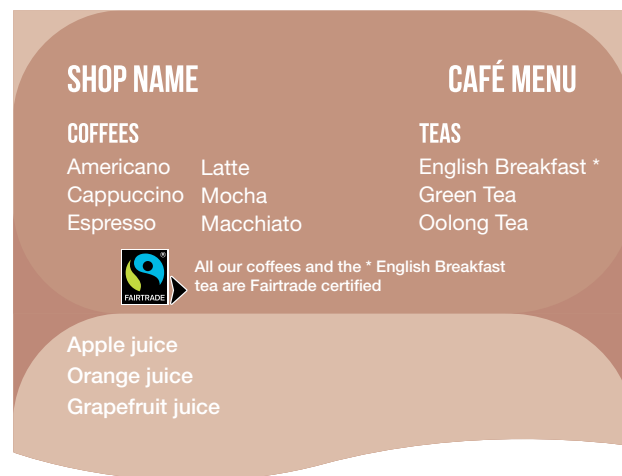 SHOP NAME
CAFÉ MENU
COFFEES
Americano
Cappuccino
Espresso
Latte
Mocha
Macchiato
TEAS
English Breakfast *
Green Tea
Oolong Tea
®
FAIRTRADE
All our coffees and the * English Breakfast
tea are Fairtrade certified
Apple juice
Orange juice
Grapefruit juice